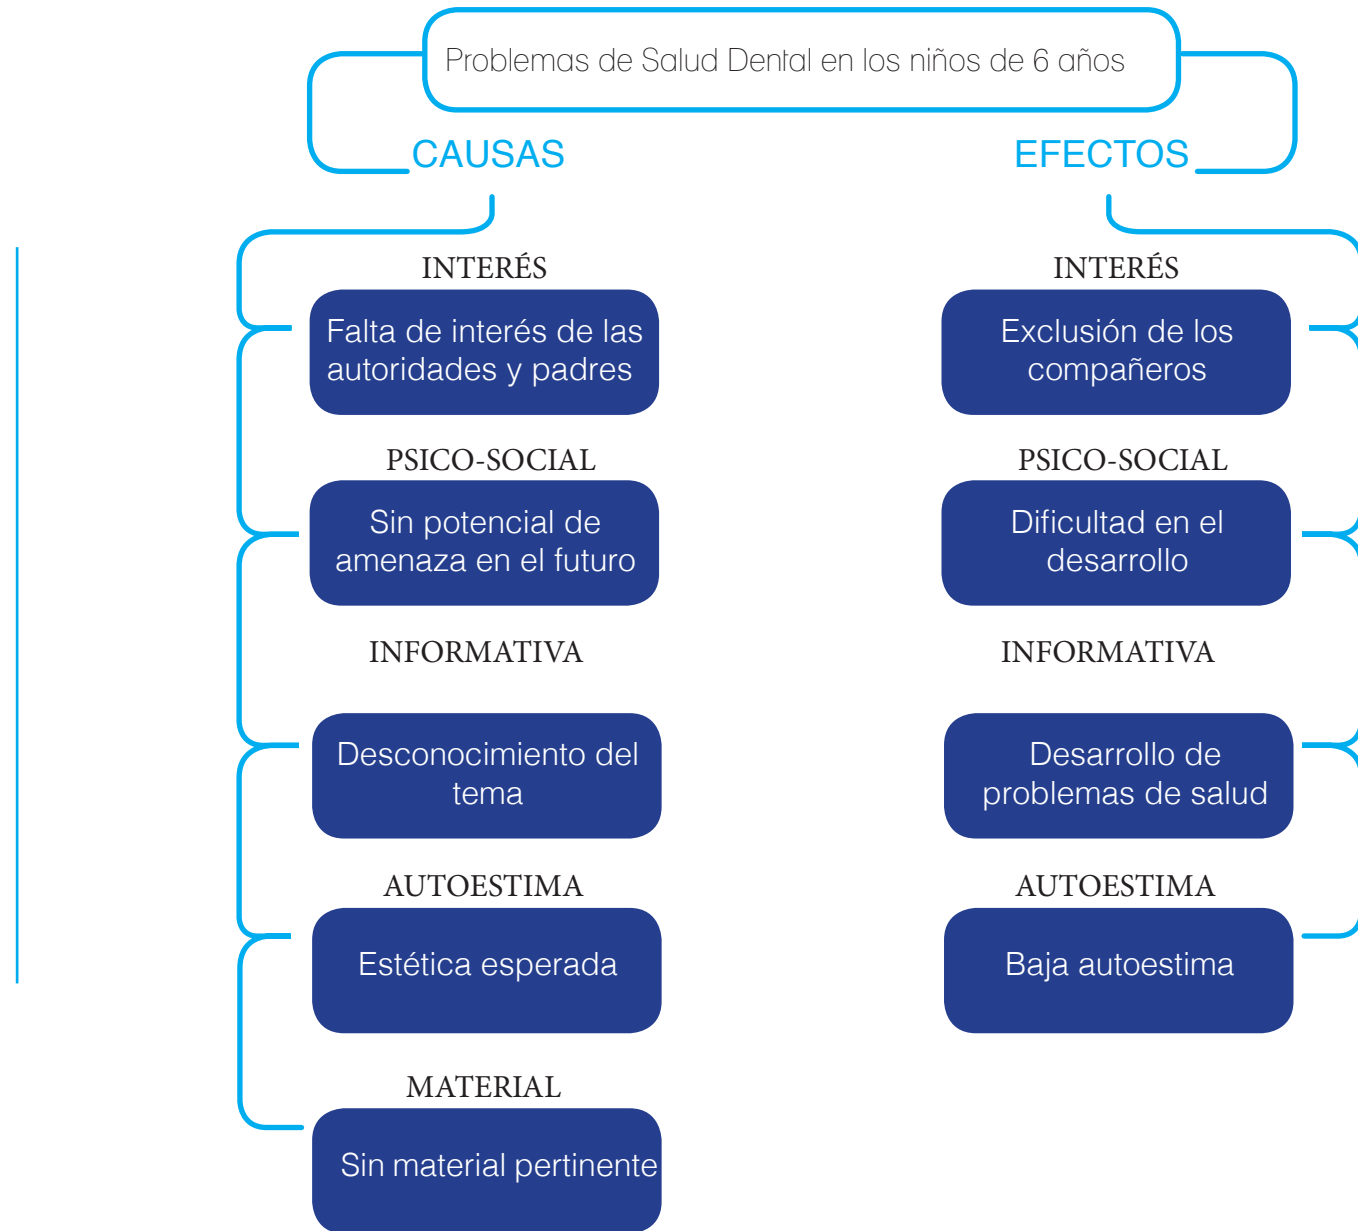 Problemas de Salud Dental en los niños de 6 años
CAUSAS
INTERÉS
Falta de interés de las
autoridades y padres
PSICO-SOCIAL
Sin potencial de
amenaza en el futuro
INFORMATIVA
Desconocimiento del
tema
AUTOESTIMA
Estética esperada
MATERIAL
Sin material pertinente
EFECTOS
INTERÉS
Exclusión de los
compañeros
PSICO-SOCIAL
Dificultad en el
desarrollo
INFORMATIVA
Desarrollo de
problemas de salud
AUTOESTIMA
Baja autoestima